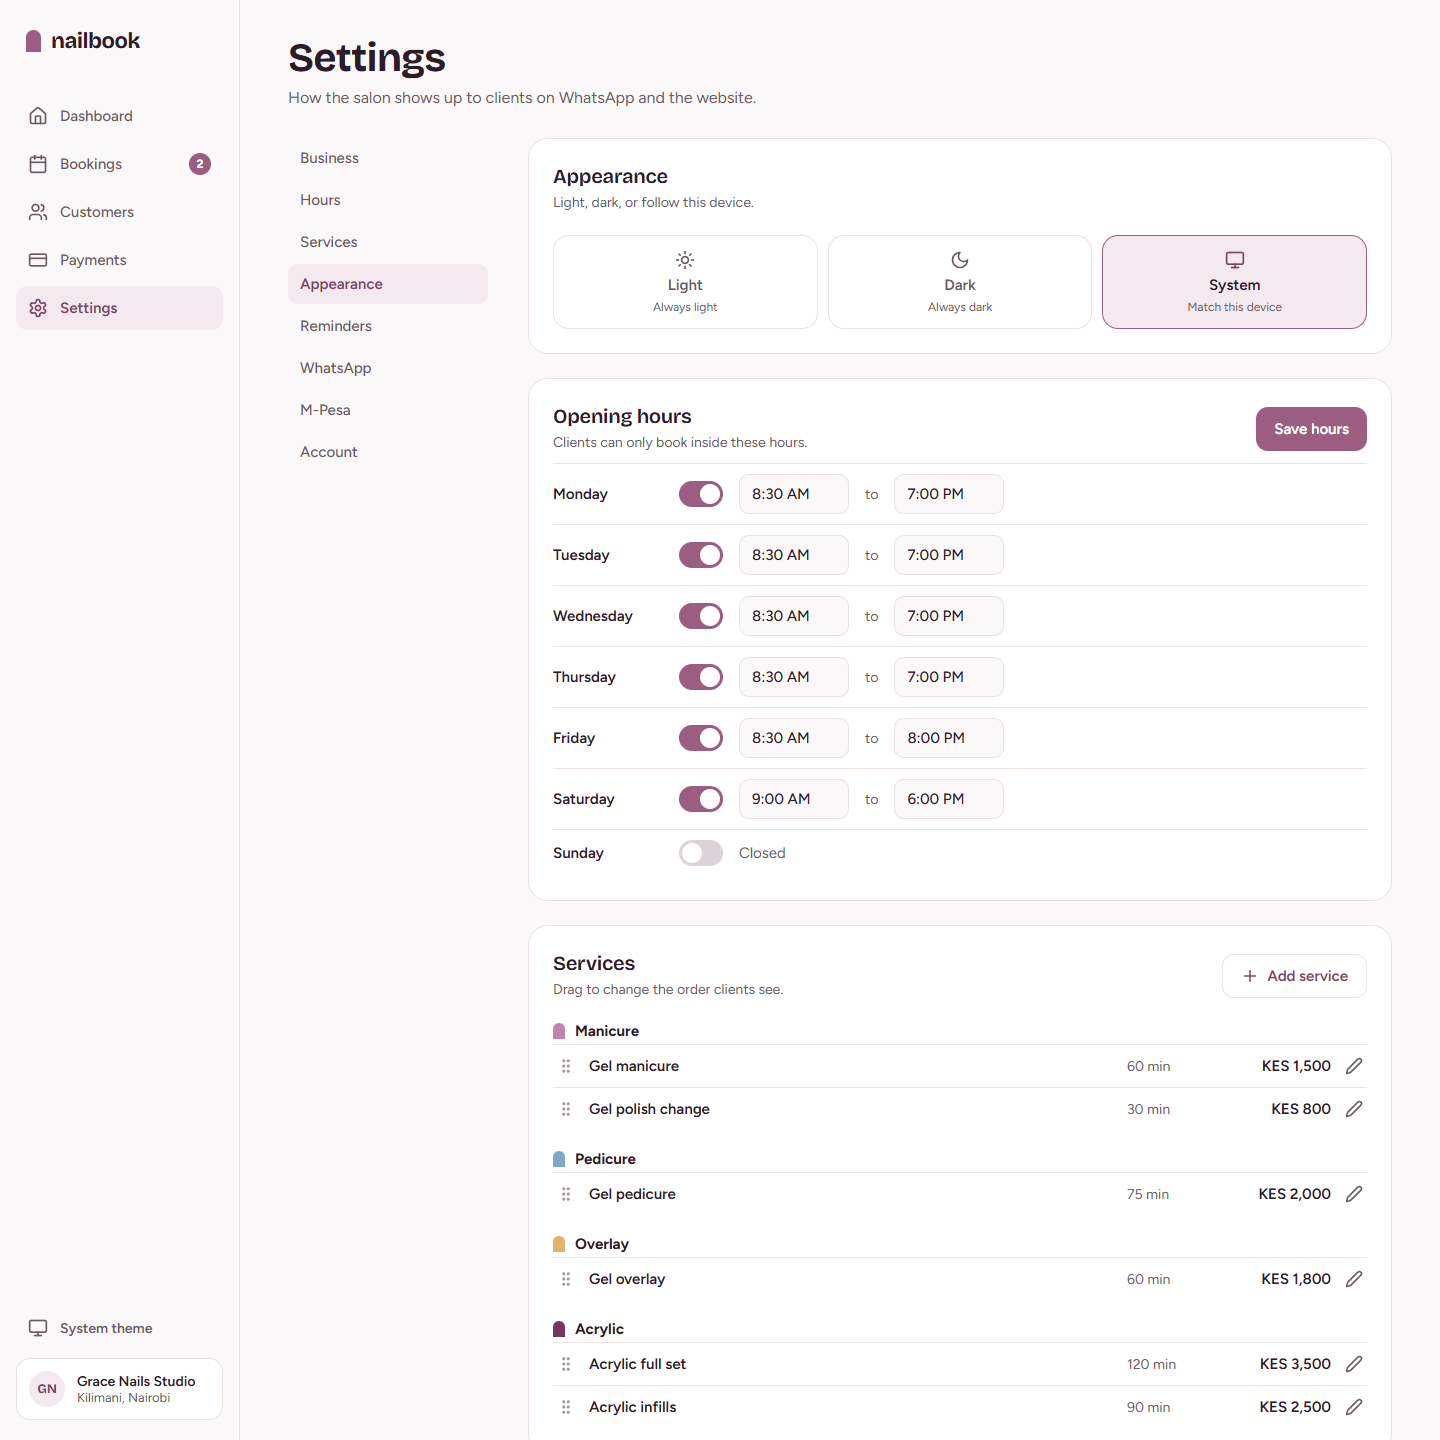 nailbook
Dashboard
Bookings 2
Customers
Payments
Settings
System theme
GN
Grace Nails Studio
Kilimani, Nairobi
Settings
How the salon shows up to clients on WhatsApp and the website.
Business
Hours
Services
Appearance
Reminders
WhatsApp
M-Pesa
Account
Appearance
Light, dark, or follow this device.
Light
Always light
Dark
Always dark
System
Match this device
Opening hours
Clients can only book inside these hours.
Save hours
Monday 8:30 AM to 7:00 PM
Tuesday 8:30 AM to 7:00 PM
Wednesday 8:30 AM to 7:00 PM
Thursday 8:30 AM to 7:00 PM
Friday 8:30 AM to 8:00 PM
Saturday 9:00 AM to 6:00 PM
Sunday Closed
Services
Drag to change the order clients see.
Add service
Manicure
Gel manicure 60 min KES 1,500
Gel polish change 30 min KES 800
Pedicure
Gel pedicure 75 min KES 2,000
Overlay
Gel overlay 60 min KES 1,800
Acrylic
Acrylic full set 120 min KES 3,500
Acrylic infills 90 min KES 2,500